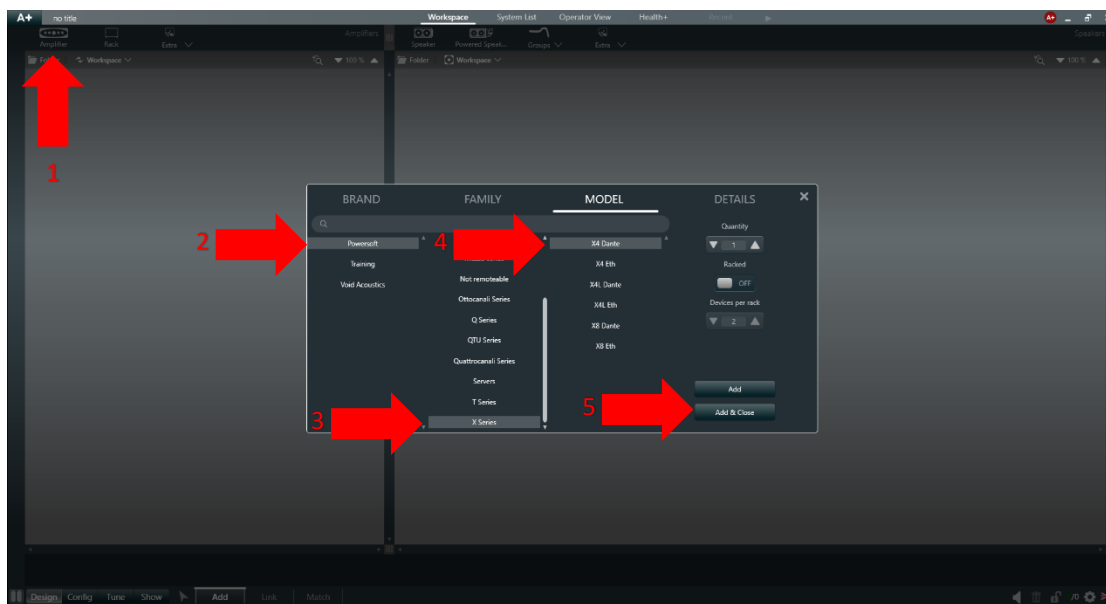 A+ no title Workspace System List Operator View Health+ Record A+
Amplifier Rack Extra Amplifiers Speaker Powered Speak... Groups Extra Speakers
Workspace 100 % Folder Workspace 100 %
1
BRAND FAMILY MODEL DETAILS
Quantity
2 Powersoft 4 X4 Dante 1
Training X4 Eth Racked
Void Acoustics Not remoteable X4L Dante OFF
Ottocanali Series X4L Eth Devices per rack
Q Series X8 Dante 2
QTU Series X8 Eth
Quattrocanali Series
Servers Add
T Series 5 Add & Close
3 X Series
Design Config Tune Show Add Link Match /0